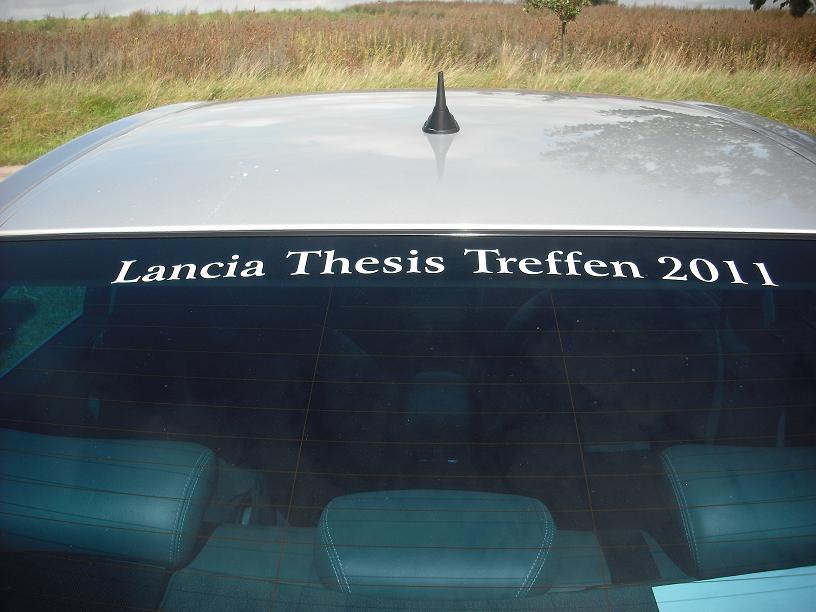 Lancia Thesis Treffen 2011